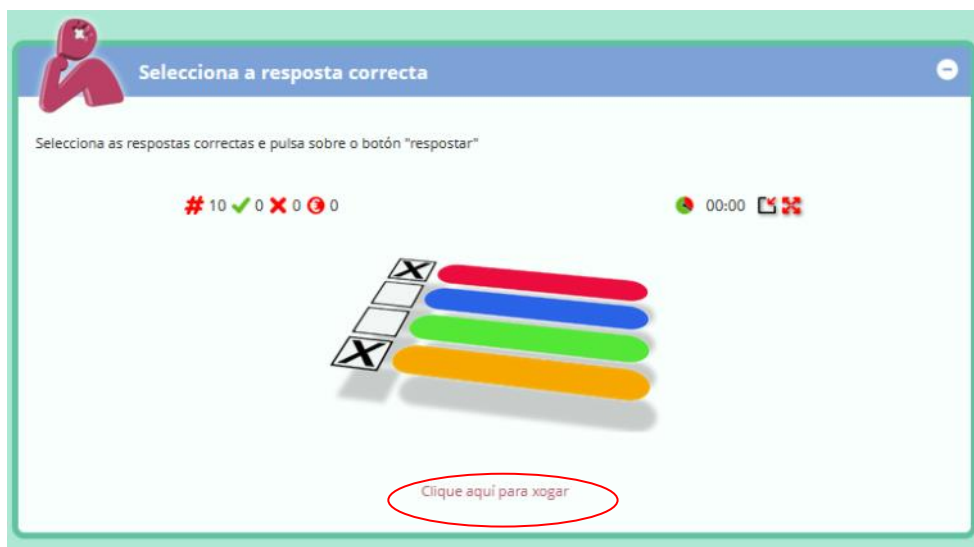 Selecciona a resposta correcta
Selecciona as respostas correctas e pulsa sobre o botón "respostar"
# 10 0 0 0
00:00
Clique aquí para xogar